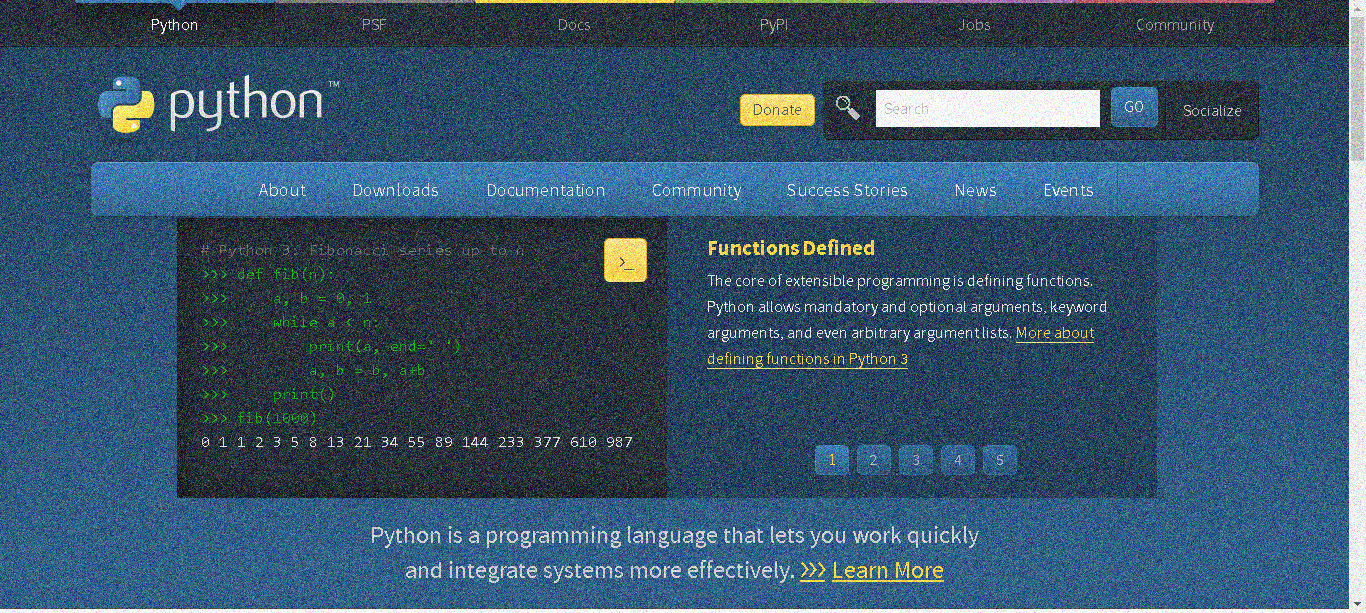 Python PSF Docs PyPI Jobs Community
python™
Donate Search GO Socialize
About Downloads Documentation Community Success Stories News Events
# Python 3: Fibonacci series up to n
>>> def fib(n):
>>>     a, b = 0, 1
>>>     while a < n:
>>>         print(a, end=' ')
>>>         a, b = b, a+b
>>>     print()
>>> fib(1000)
0 1 1 2 3 5 8 13 21 34 55 89 144 233 377 610 987
>_
Functions Defined
The core of extensible programming is defining functions.
Python allows mandatory and optional arguments, keyword
arguments, and even arbitrary argument lists. More about
defining functions in Python 3
1 2 3 4 5
Python is a programming language that lets you work quickly
and integrate systems more effectively. >>> Learn More